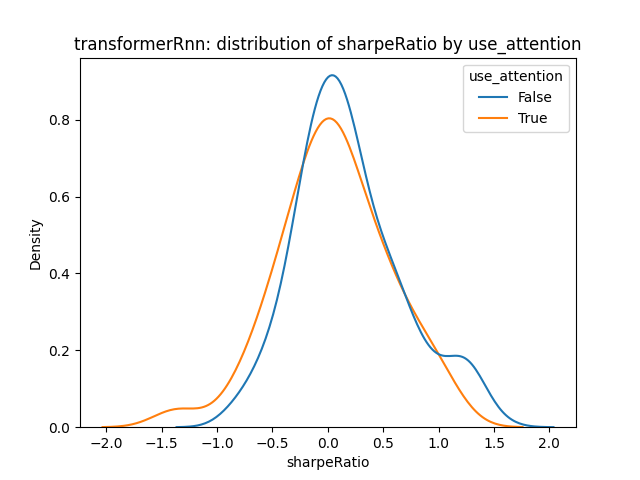 transformerRnn: distribution of sharpeRatio by use_attention
use_attention
False
True
Density
0.8
0.6
0.4
0.2
0.0
−2.0 −1.5 −1.0 −0.5 0.0 0.5 1.0 1.5 2.0
sharpeRatio